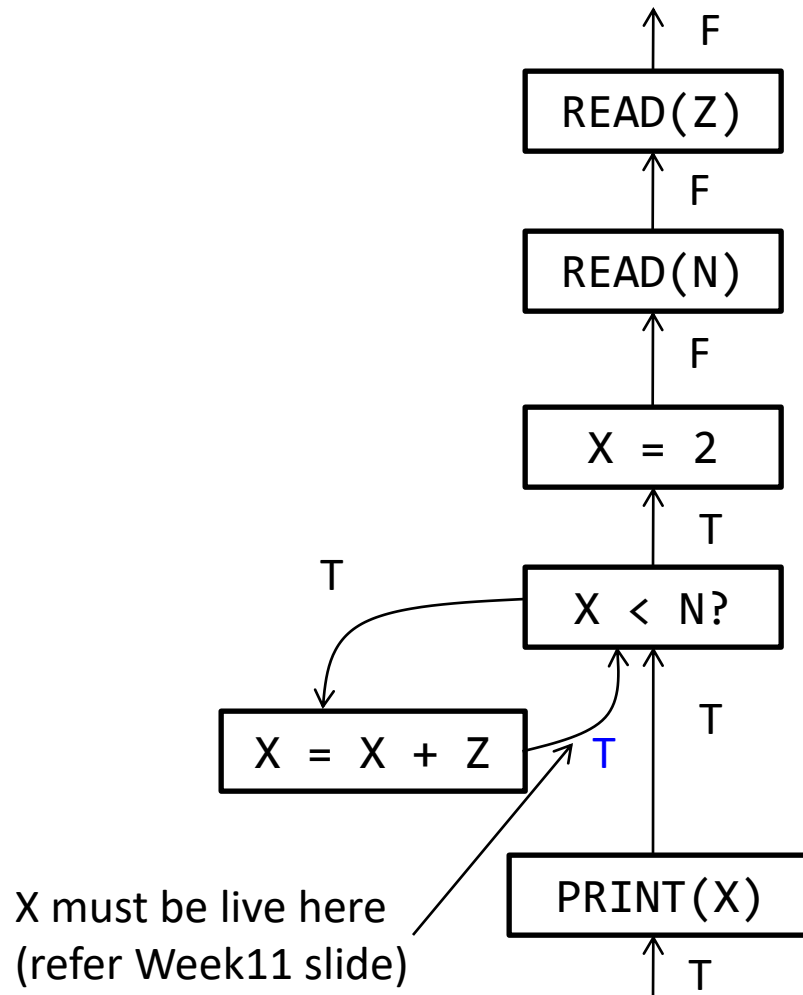 F
READ(Z)
F
READ(N)
F
X = 2
T
T
X < N?
T
X = X + Z
T
X must be live here
(refer Week11 slide)
PRINT(X)
T